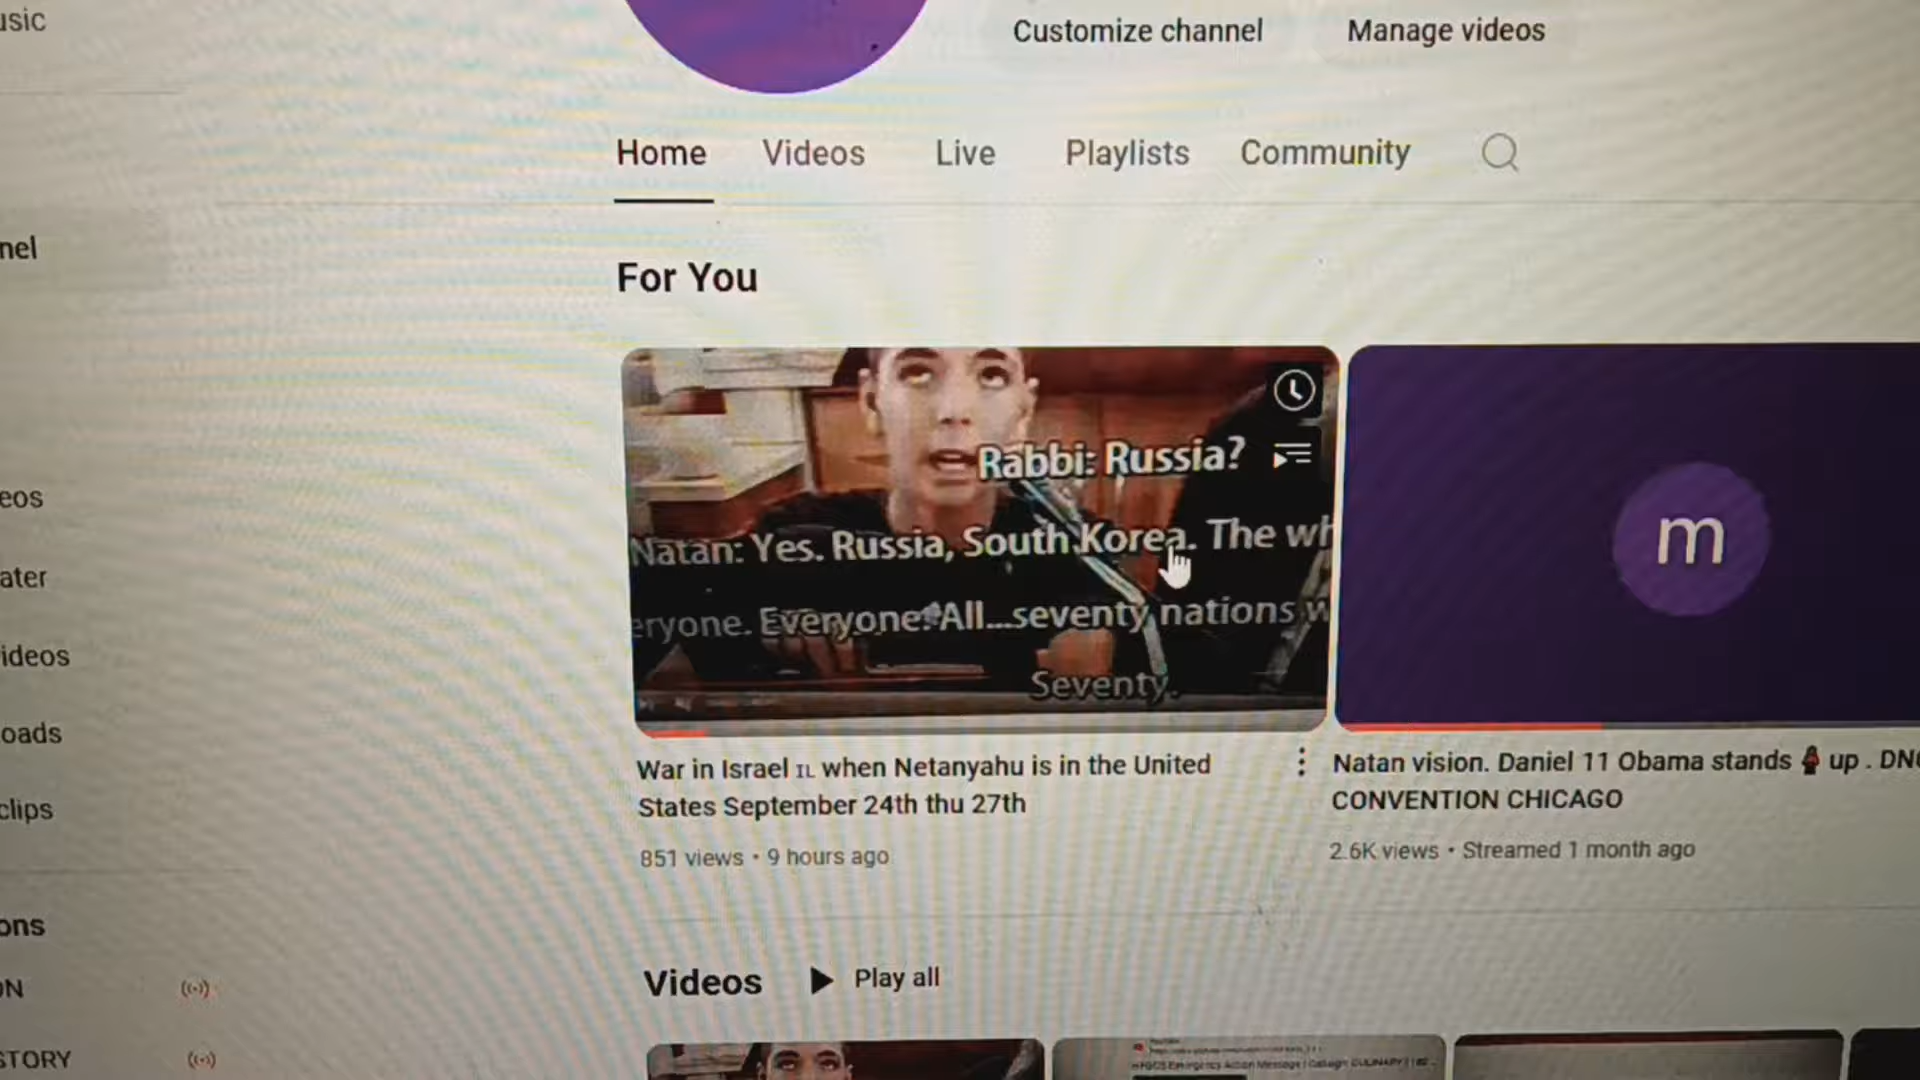 usic
Customize channel
Manage videos
Home
Videos
Live
Playlists
Community
nel
For You
Rabbi: Russia?
Natan: Yes. Russia, South Korea. The wh
eryone. Everyone! All...seventy nations w
Seventy.
m
eos
ater
ideos
oads
clips
War in Israel IL when Netanyahu is in the United
States September 24th thu 27th
851 views • 9 hours ago
Natan vision. Daniel 11 Obama stands up . DNC
CONVENTION CHICAGO
2.6K views • Streamed 1 month ago
ons
ON
STORY
Videos
Play all